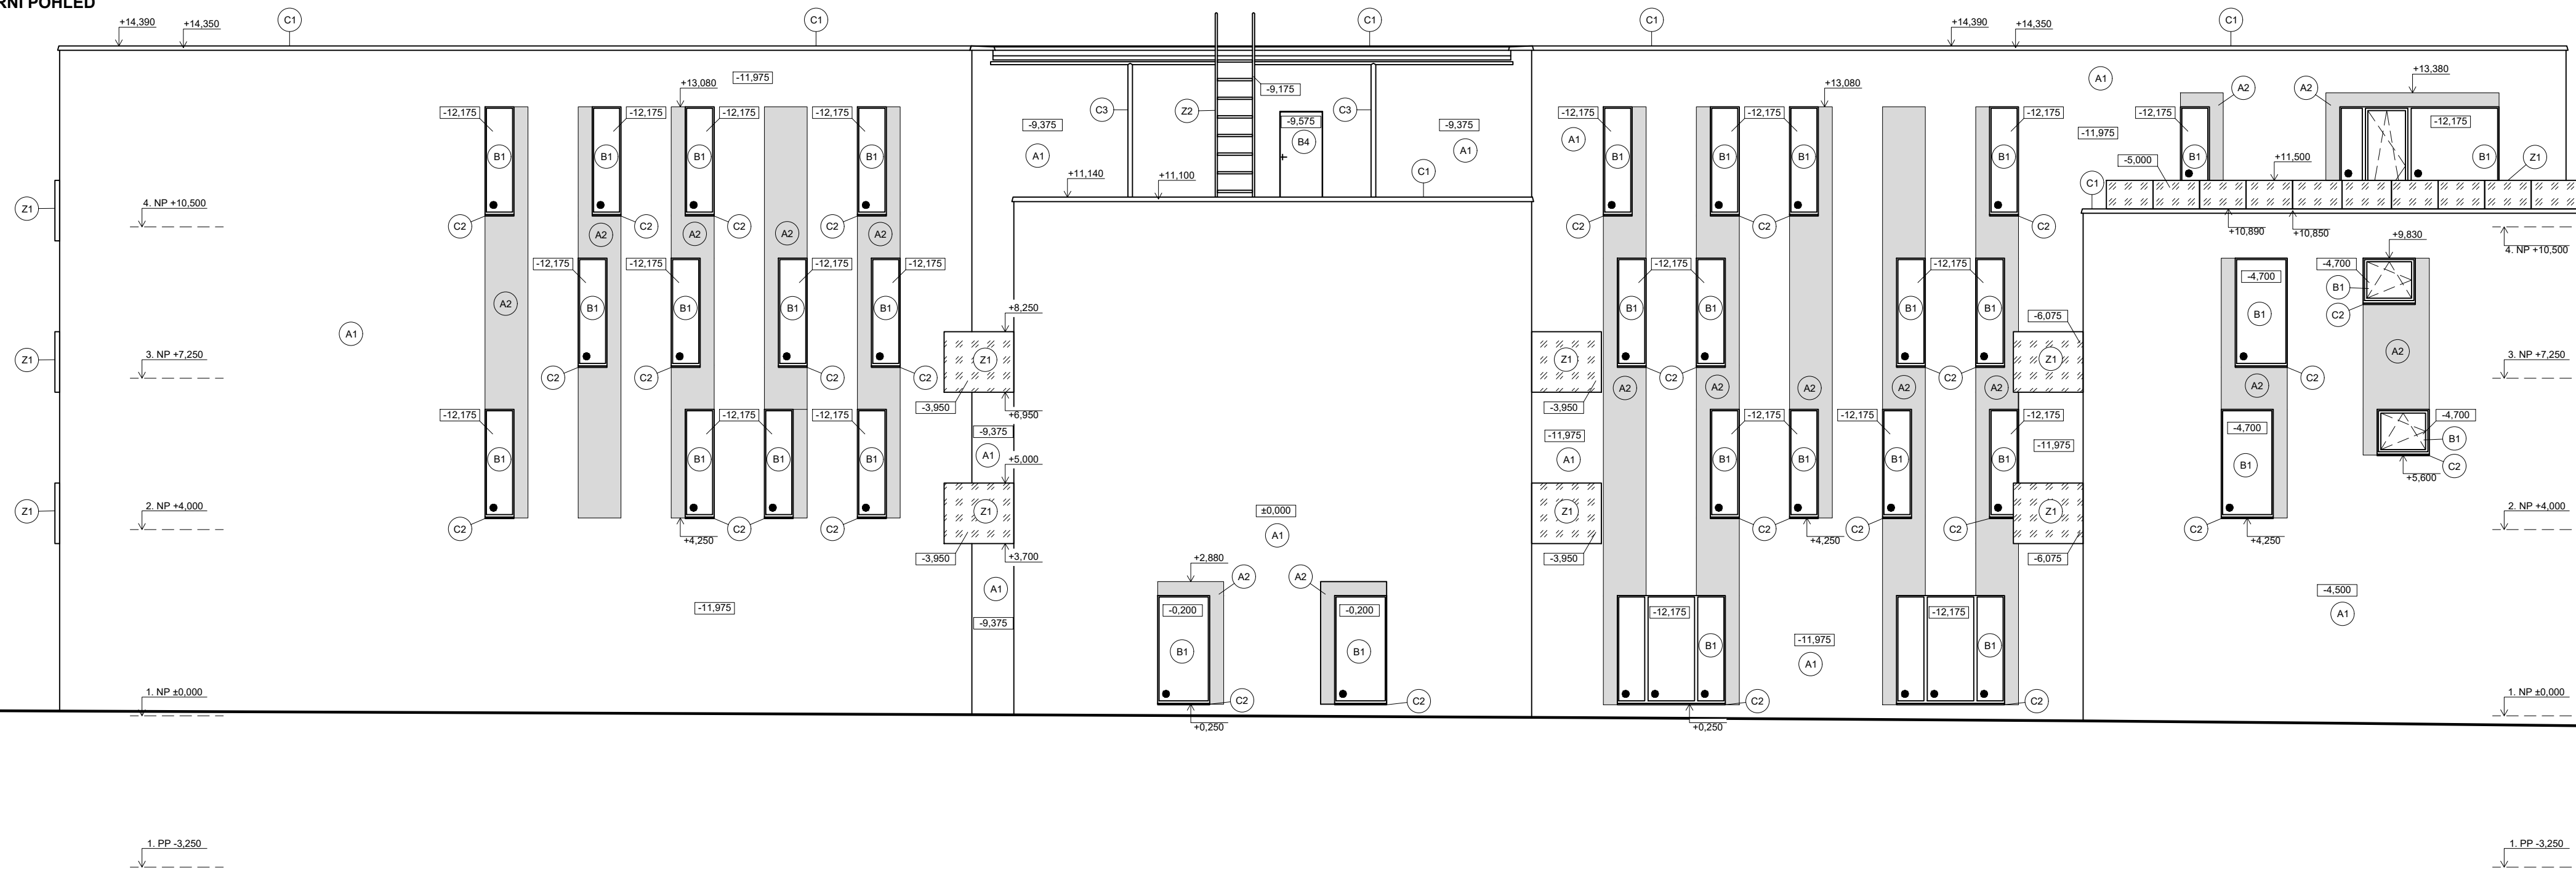 RNÍ POHLED
+14,390
+14,350
C1
C1
C1
C1
+14,390
+14,350
C1
-11,975
+13,080
-9,175
C3
Z2
C3
-9,575
B4
-9,375
A1
-9,375
A1
+13,080
A1
A2
A2
+13,380
-12,175
-12,175
-12,175
-12,175
-12,175
-12,175
-12,175
-12,175
-12,175
B1
B1
B1
B1
A1
B1
B1
B1
B1
-11,975
B1
B1
-5,000
+11,500
Z1
+11,140
+11,100
C1
C1
Z1
4. NP +10,500
C2
C2
C2
C2
C2
C2
C2
A2
A2
A2
A2
+10,890
+10,850
+9,830
4. NP +10,500
-12,175
-12,175
-12,175
-12,175
-12,175
-12,175
-4,700
-4,700
B1
C2
A2
B1
B1
B1
B1
B1
B1
B1
B1
B1
+8,250
-6,075
A1
Z1
3. NP +7,250
Z1
Z1
Z1
A2
3. NP +7,250
C2
C2
C2
C2
C2
C2
C2
A2
A2
A2
A2
A2
A2
-3,950
+6,950
-3,950
-12,175
-12,175
-12,175
-12,175
-12,175
-12,175
-4,700
-4,700
-9,375
A1
-11,975
A1
-11,975
B1
C2
B1
B1
B1
B1
B1
B1
B1
B1
B1
+5,000
+5,600
Z1
2. NP +4,000
Z1
Z1
Z1
2. NP +4,000
±0,000
A1
C2
C2
C2
C2
C2
C2
C2
+4,250
+4,250
+4,250
-3,950
+3,700
-3,950
-6,075
+2,880
A2
A2
A1
-4,500
A1
-11,975
-9,375
-0,200
-0,200
-12,175
-12,175
B1
B1
B1
B1
-11,975
A1
1. NP ±0,000
C2
C2
C2
C2
1. NP ±0,000
+0,250
+0,250
1. PP -3,250
1. PP -3,250